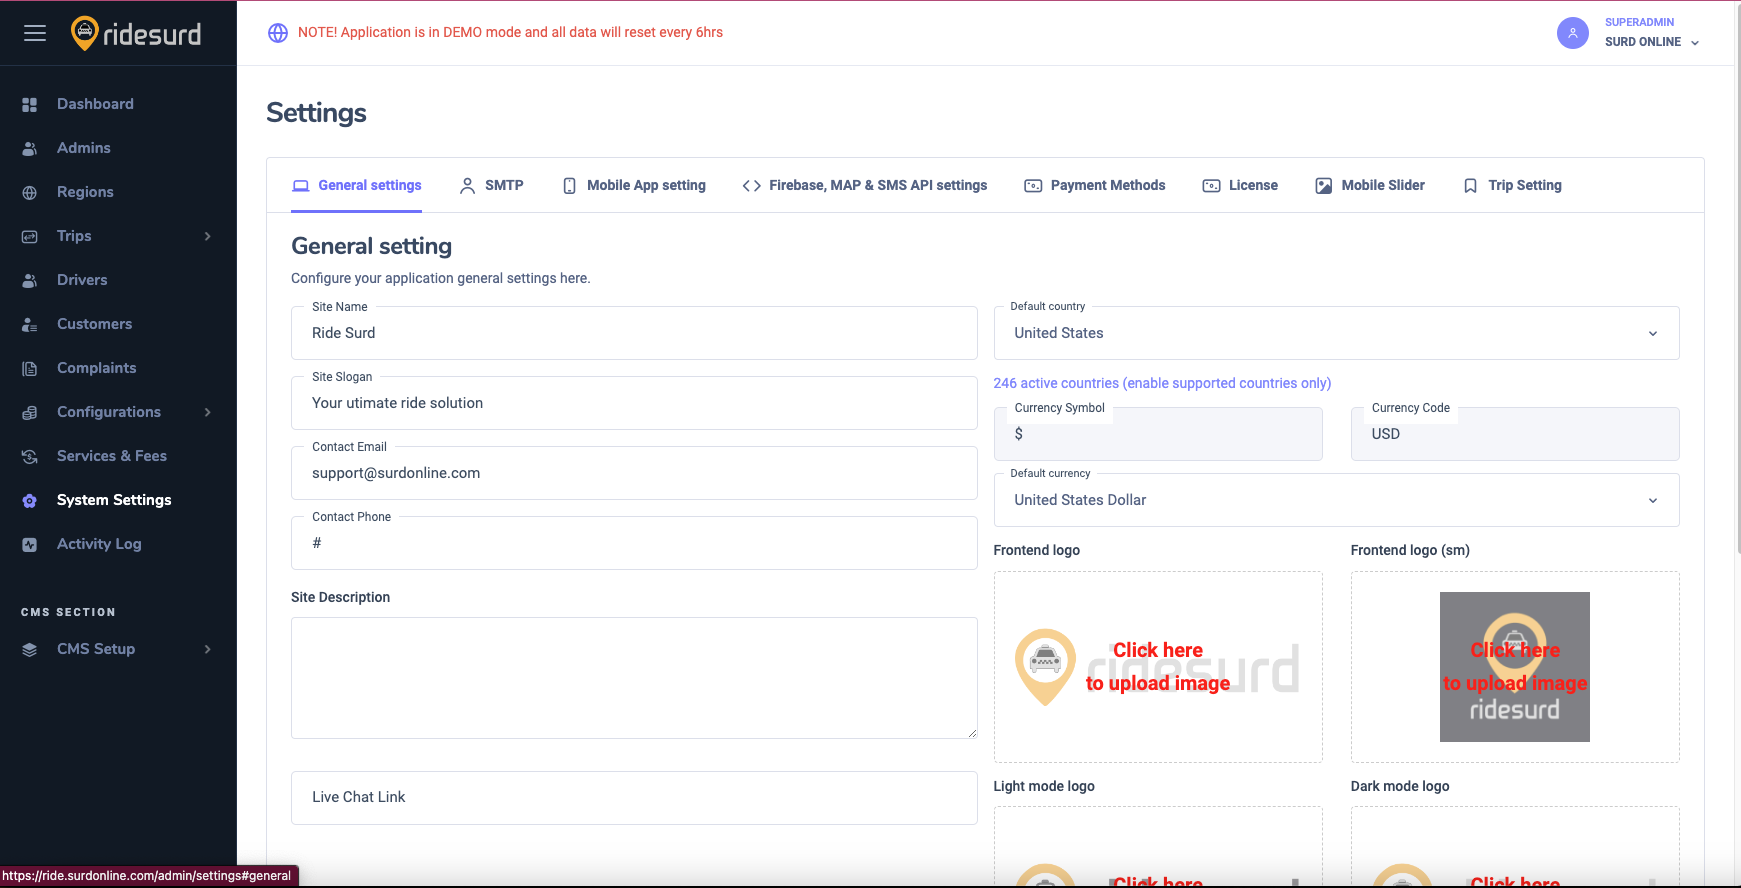 ridesurd
NOTE! Application is in DEMO mode and all data will reset every 6hrs
SUPERADMIN
SURD ONLINE
Dashboard
Admins
Regions
Trips
Drivers
Customers
Complaints
Configurations
Services & Fees
System Settings
Activity Log
CMS SECTION
CMS Setup
Settings
General settings
SMTP
Mobile App setting
Firebase, MAP & SMS API settings
Payment Methods
License
Mobile Slider
Trip Setting
General setting
Configure your application general settings here.
Site Name
Ride Surd
Site Slogan
Your utimate ride solution
Contact Email
support@surdonline.com
Contact Phone
#
Site Description
Live Chat Link
Default country
United States
246 active countries (enable supported countries only)
Currency Symbol
$
Currency Code
USD
Default currency
United States Dollar
Frontend logo
ridesurd
Click here
to upload image
Frontend logo (sm)
Click here
to upload image
ridesurd
Light mode logo
Click here
Dark mode logo
Click here
https://ride.surdonline.com/admin/settings#general